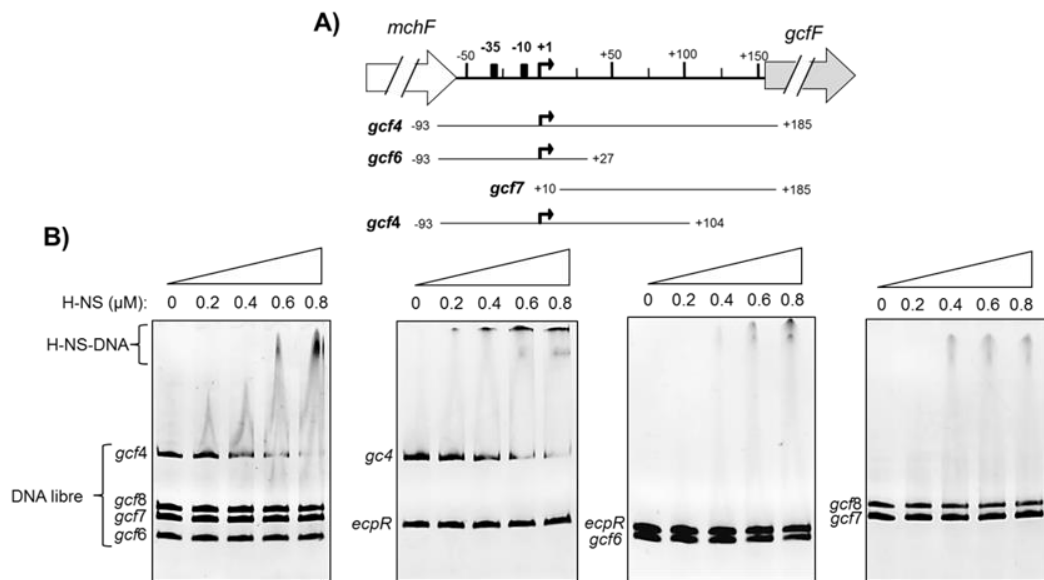 A)
mchF
gcfF
-50
-35
-10
+1
+50
+100
+150
gcf4 -93 +185
gcf6 -93 +27
gcf7 +10 +185
gcf4 -93 +104
B)
H-NS (µM): 0 0.2 0.4 0.6 0.8
0 0.2 0.4 0.6 0.8
0 0.2 0.4 0.6 0.8
0 0.2 0.4 0.6 0.8
H-NS-DNA
DNA libre
gcf4
gcf8
gcf7
gcf6
gc4
ecpR
ecpR
gcf6
gcf8
gcf7